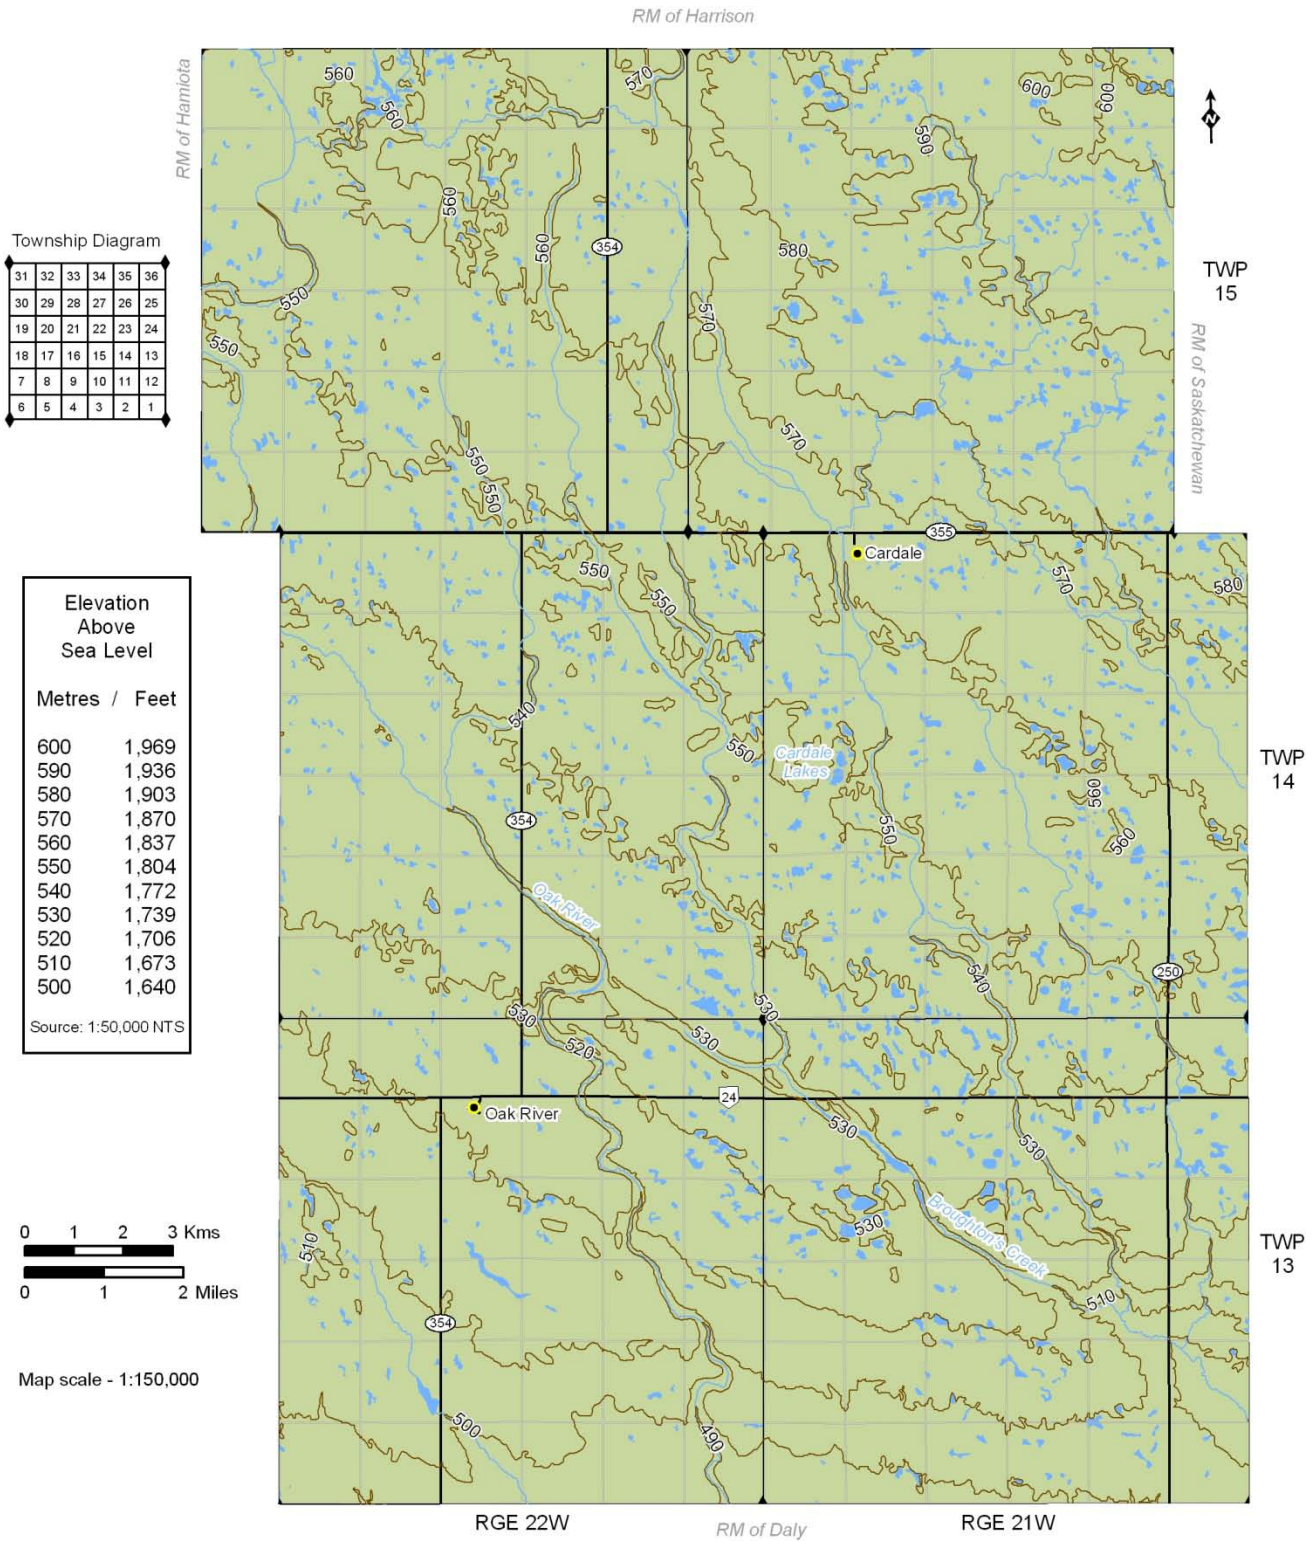 RM of Harrison
RM of Hamiota
560
570
560
600
600
590
560
560
354
580
TWP
15
Township Diagram
31 32 33 34 35 36
30 29 28 27 26 25
19 20 21 22 23 24
18 17 16 15 14 13
7 8 9 10 11 12
6 5 4 3 2 1
550
570
550
RM of Saskatchewan
570
550
550
355
Cardale
550
570
580
550
Elevation
Above
Sea Level
Metres / Feet
600 1,969
590 1,936
580 1,903
570 1,870
560 1,837
550 1,804
540 1,772
530 1,739
520 1,706
510 1,673
500 1,640
Source: 1:50,000 NTS
540
550
Cardale
Lakes
TWP
14
560
354
550
560
Oak River
540
250
530
530
530
520
24
Oak River
530
530
Broughton's Creek
530
510
TWP
13
0 1 2 3 Kms
0 1 2 Miles
510
354
Map scale - 1:150,000
500
490
RGE 22W
RM of Daly
RGE 21W